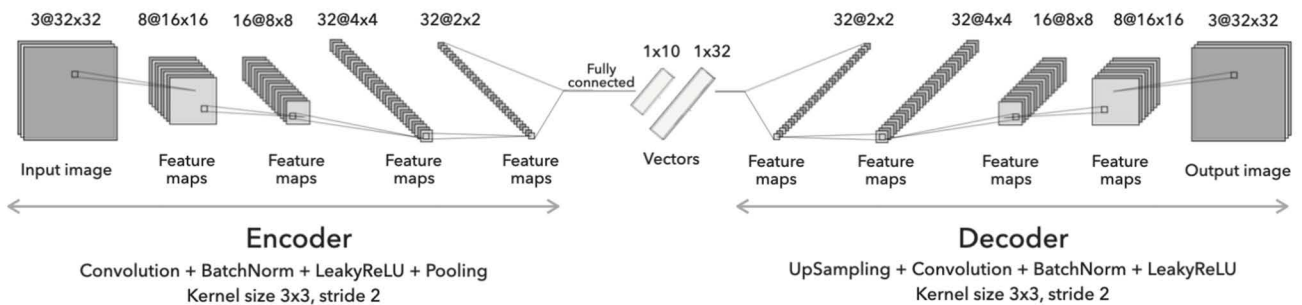 3@32x32 8@16x16 16@8x8 32@4x4 32@2x2 32@2x2 32@4x4 16@8x8 8@16x16 3@32x32
1x10 1x32
Fully
connected
Input image
Feature
maps
Feature
maps
Feature
maps
Feature
maps
Vectors
Feature
maps
Feature
maps
Feature
maps
Feature
maps
Output image
Encoder
Convolution + BatchNorm + LeakyReLU + Pooling
Kernel size 3x3, stride 2
Decoder
UpSampling + Convolution + BatchNorm + LeakyReLU
Kernel size 3x3, stride 2